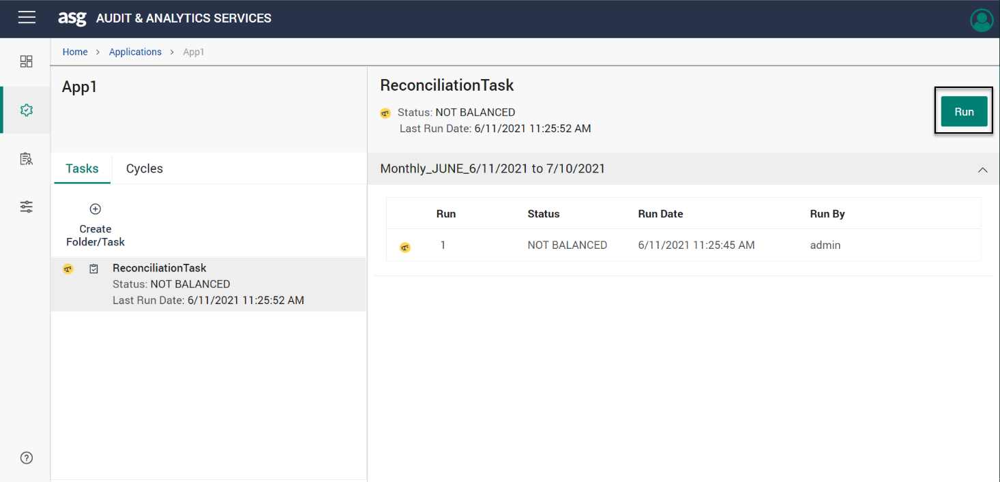 asg AUDIT & ANALYTICS SERVICES
Home > Applications > App1
App1
Tasks Cycles
Create
Folder/Task
ReconciliationTask
Status: NOT BALANCED
Last Run Date: 6/11/2021 11:25:52 AM
ReconciliationTask
Status: NOT BALANCED
Last Run Date: 6/11/2021 11:25:52 AM
Run
Monthly_JUNE_6/11/2021 to 7/10/2021
Run Status Run Date Run By
1 NOT BALANCED 6/11/2021 11:25:45 AM admin